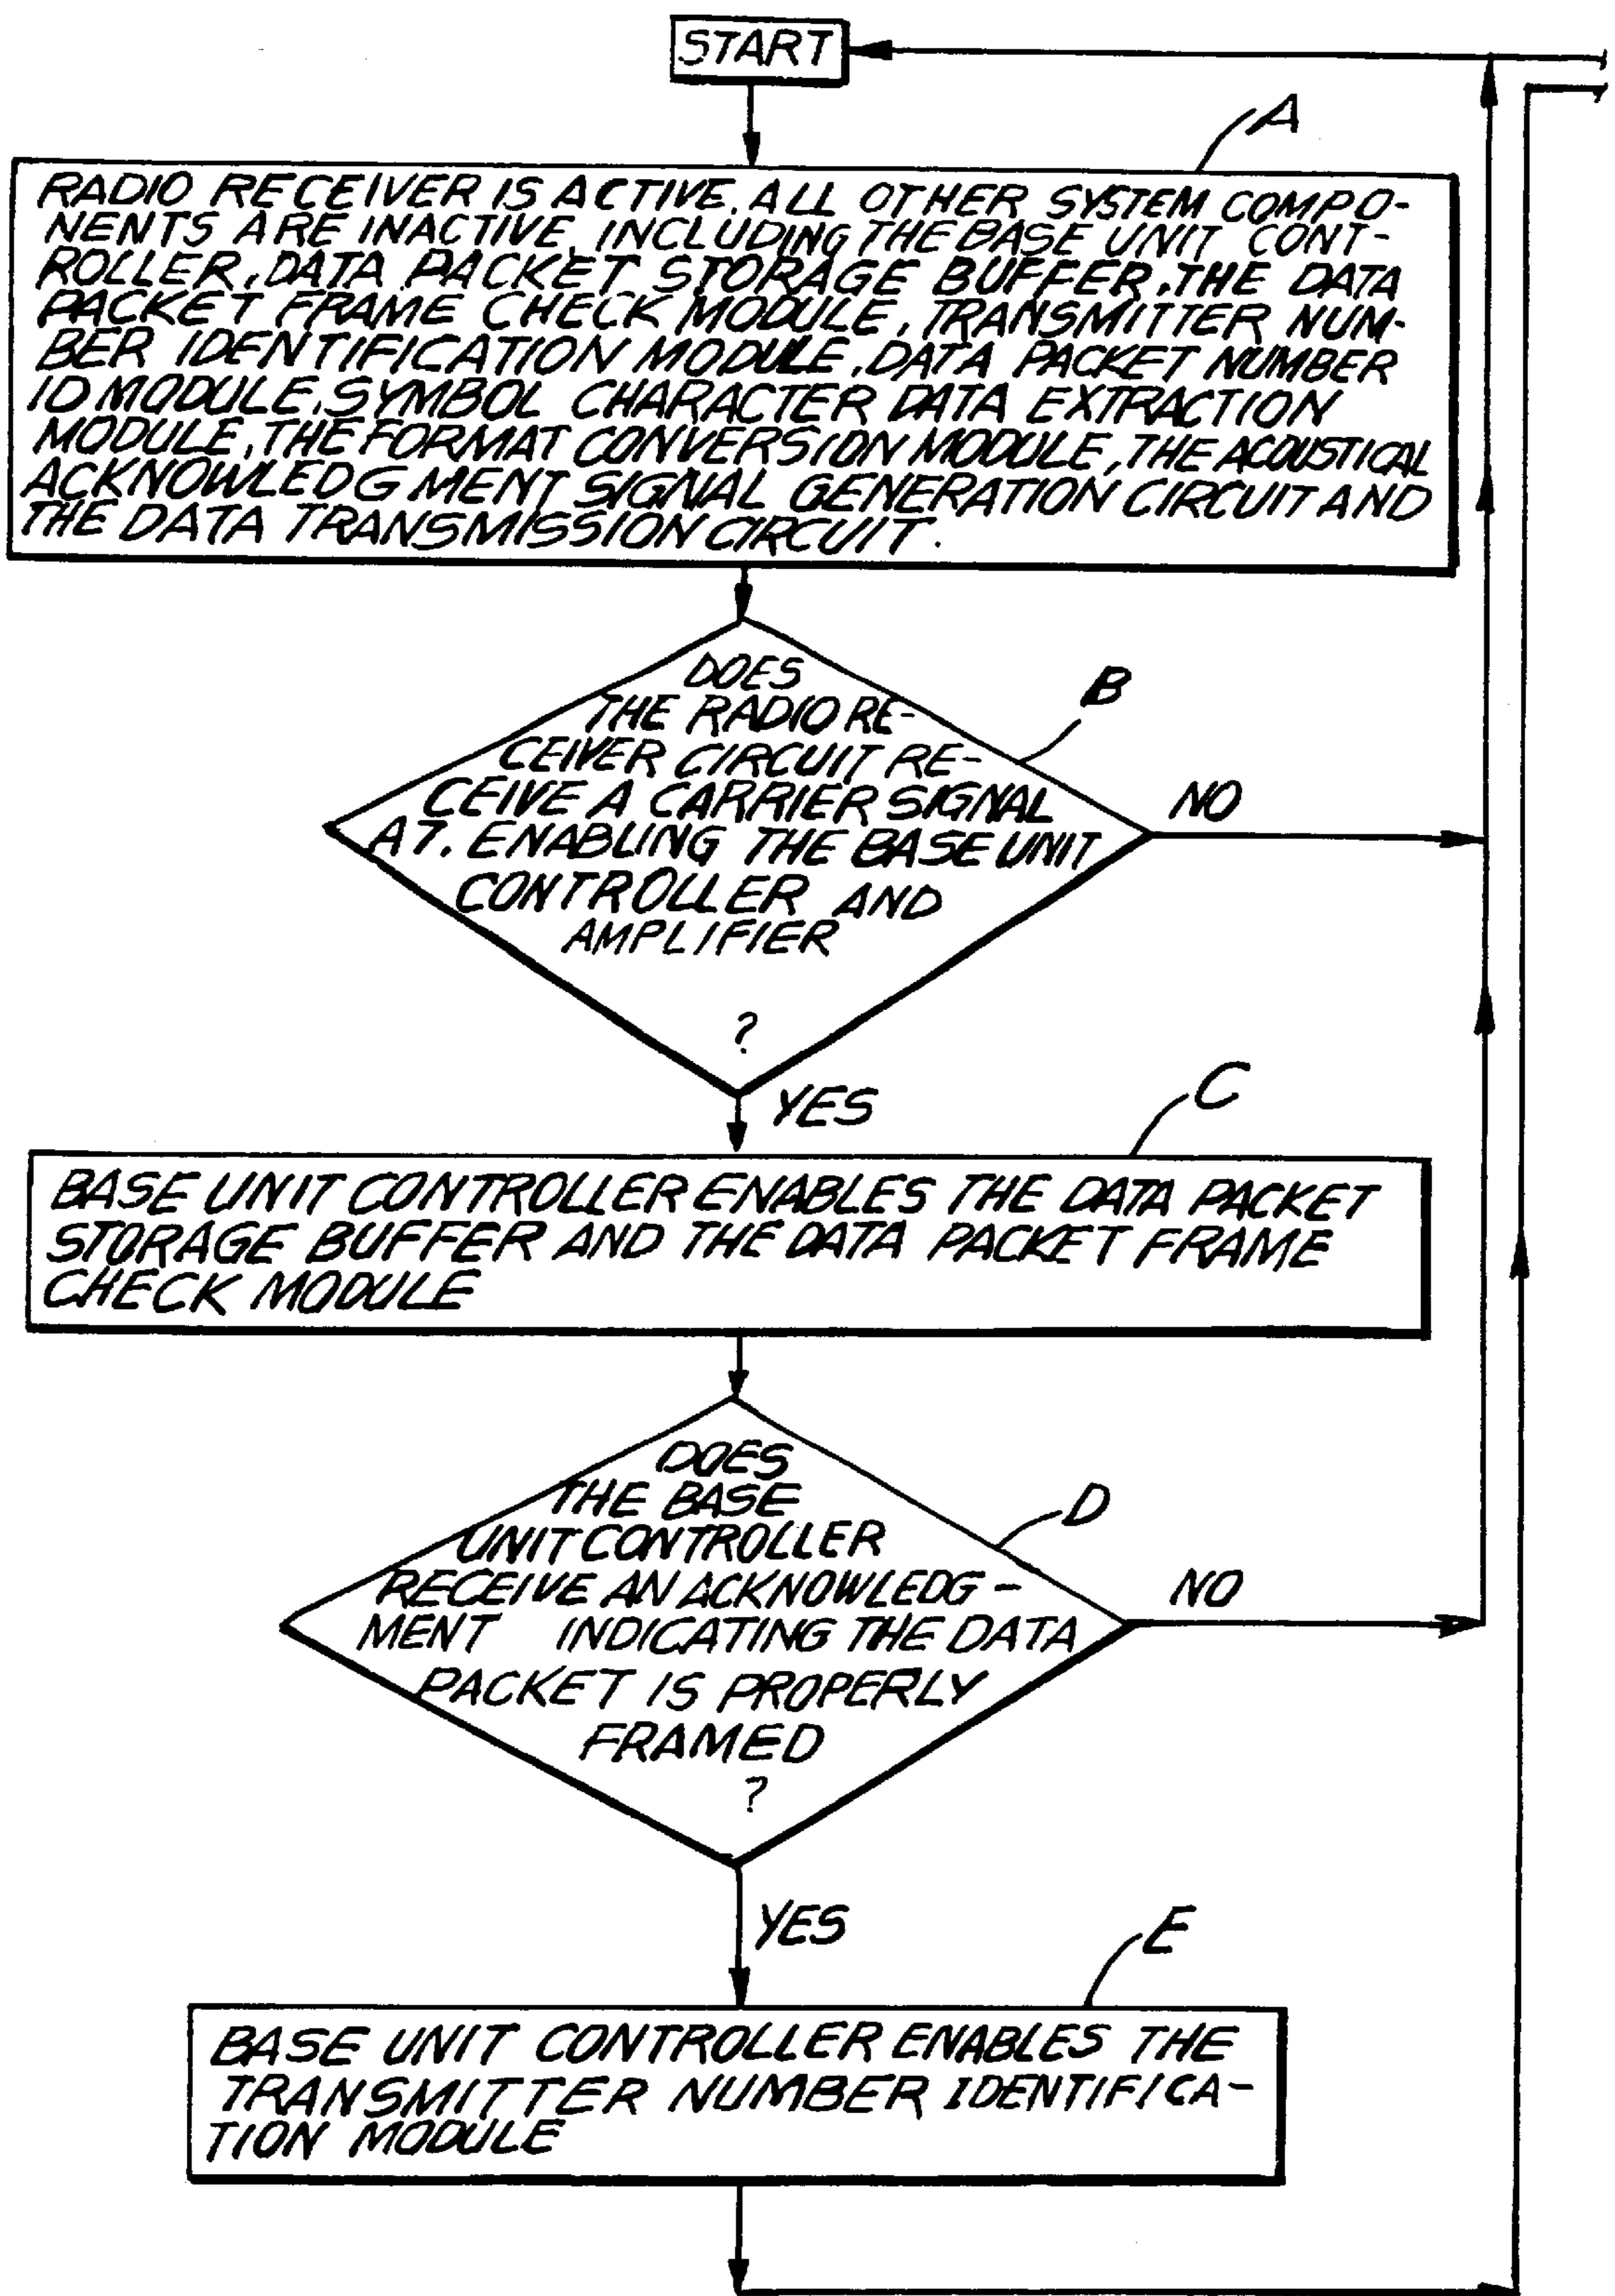 START
A
RADIO RECEIVER IS ACTIVE. ALL OTHER SYSTEM COMPO-
NENTS ARE INACTIVE, INCLUDING THE BASE UNIT CONT-
ROLLER, DATA PACKET STORAGE BUFFER, THE DATA
PACKET FRAME CHECK MODULE, TRANSMITTER NUM-
BER IDENTIFICATION MODULE, DATA PACKET NUMBER
ID MODULE, SYMBOL CHARACTER DATA EXTRACTION
MODULE, THE FORMAT CONVERSION MODULE, THE ACOUSTICAL
ACKNOWLEDGMENT SIGNAL GENERATION CIRCUIT AND
THE DATA TRANSMISSION CIRCUIT.
B
DOES
THE RADIO RE-
CEIVER CIRCUIT RE-
CEIVE A CARRIER SIGNAL
AT. ENABLING THE BASE UNIT
CONTROLLER AND
AMPLIFIER
?
NO
YES
C
BASE UNIT CONTROLLER ENABLES THE DATA PACKET
STORAGE BUFFER AND THE DATA PACKET FRAME
CHECK MODULE
D
DOES
THE BASE
UNIT CONTROLLER
RECEIVE AN ACKNOWLEDG-
MENT INDICATING THE DATA
PACKET IS PROPERLY
FRAMED
?
NO
YES
E
BASE UNIT CONTROLLER ENABLES THE
TRANSMITTER NUMBER IDENTIFICA-
TION MODULE